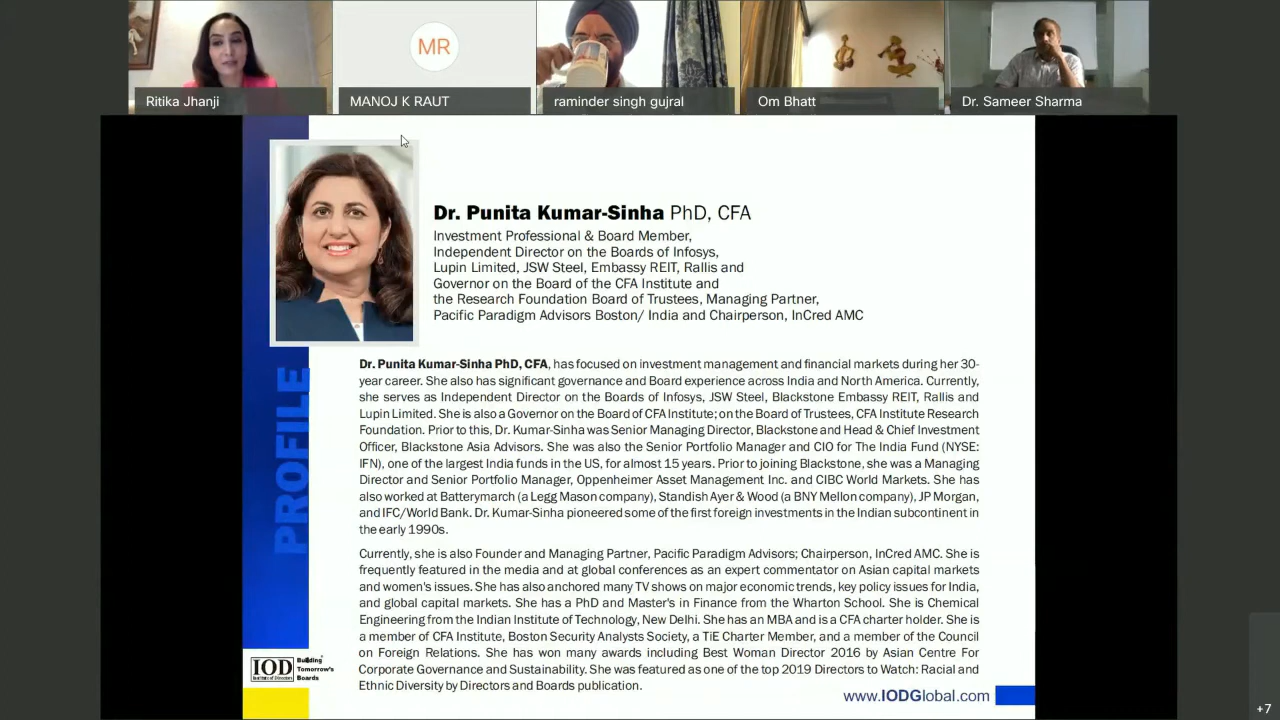 MR
Ritika Jhanji
MANOJ K RAUT
raminder singh gujral
Om Bhatt
Dr. Sameer Sharma
Dr. Punita Kumar-Sinha PhD, CFA
Investment Professional & Board Member,
Independent Director on the Boards of Infosys,
Lupin Limited, JSW Steel, Embassy REIT, Rallis and
Governor on the Board of the CFA Institute and
the Research Foundation Board of Trustees, Managing Partner,
Pacific Paradigm Advisors Boston/ India and Chairperson, InCred AMC
PROFILE
Dr. Punita Kumar-Sinha PhD, CFA, has focused on investment management and financial markets during her 30-
year career. She also has significant governance and Board experience across India and North America. Currently,
she serves as Independent Director on the Boards of Infosys, JSW Steel, Blackstone Embassy REIT, Rallis and
Lupin Limited. She is also a Governor on the Board of CFA Institute; on the Board of Trustees, CFA Institute Research
Foundation. Prior to this, Dr. Kumar-Sinha was Senior Managing Director, Blackstone and Head & Chief Investment
Officer, Blackstone Asia Advisors. She was also the Senior Portfolio Manager and CIO for The India Fund (NYSE:
IFN), one of the largest India funds in the US, for almost 15 years. Prior to joining Blackstone, she was a Managing
Director and Senior Portfolio Manager, Oppenheimer Asset Management Inc. and CIBC World Markets. She has
also worked at Batterymarch (a Legg Mason company), Standish Ayer & Wood (a BNY Mellon company), JP Morgan,
and IFC/World Bank. Dr. Kumar-Sinha pioneered some of the first foreign investments in the Indian subcontinent in
the early 1990s.
Currently, she is also Founder and Managing Partner, Pacific Paradigm Advisors; Chairperson, InCred AMC. She is
frequently featured in the media and at global conferences as an expert commentator on Asian capital markets
and women's issues. She has also anchored many TV shows on major economic trends, key policy issues for India,
and global capital markets. She has a PhD and Master's in Finance from the Wharton School. She is Chemical
Engineering from the Indian Institute of Technology, New Delhi. She has an MBA and is a CFA charter holder. She is
a member of CFA Institute, Boston Security Analysts Society, a TiE Charter Member, and a member of the Council
on Foreign Relations. She has won many awards including Best Woman Director 2016 by Asian Centre For
Corporate Governance and Sustainability. She was featured as one of the top 2019 Directors to Watch: Racial and
Ethnic Diversity by Directors and Boards publication.
IOD
Institute of Directors
Building
Tomorrow's
Boards
www.IODGlobal.com
+7